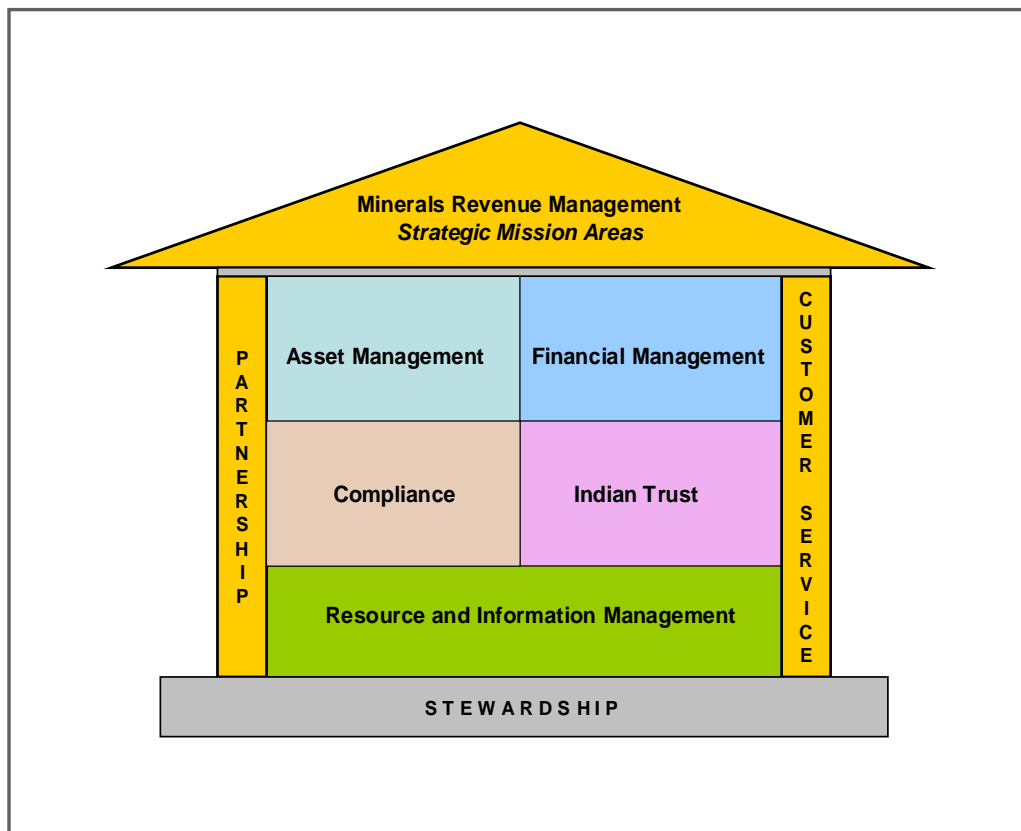 Minerals Revenue Management
Strategic Mission Areas
PARTNERSHIP
Asset Management
Financial Management
CUSTOMER SERVICE
Compliance
Indian Trust
Resource and Information Management
STEWARDSHIP